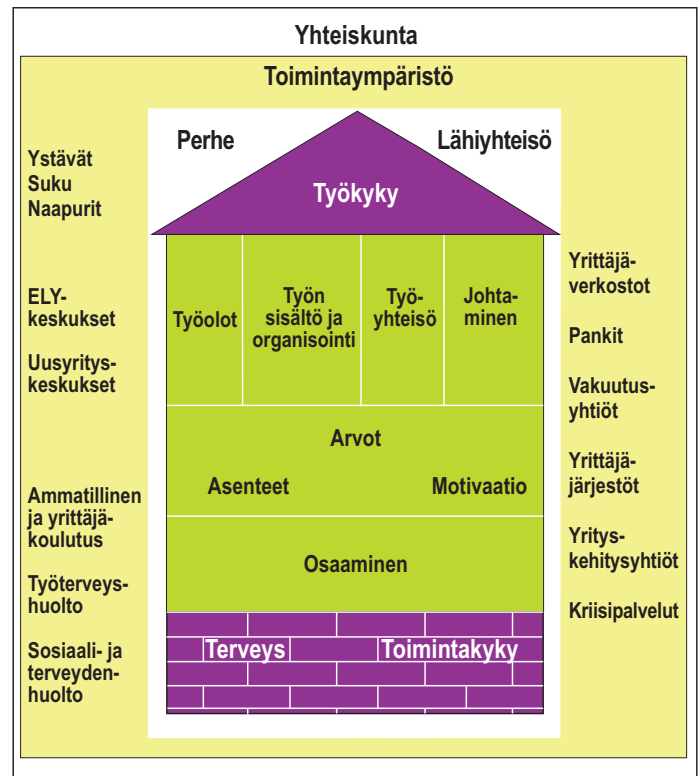 Yhteiskunta
Toimintaympäristö
Perhe
Lähiyhteisö
Ystävät
Suku
Naapurit
Työkyky
ELY-
keskukset
Uusyritys-
keskukset
Työolot
Työn
sisältö ja
organisointi
Työ-
yhteisö
Johta-
minen
Arvot
Asenteet
Motivaatio
Osaaminen
Terveys
Toimintakyky
Ammatillinen
ja yrittäjä-
koulutus
Työterveys-
huolto
Sosiaali- ja
terveyden-
huolto
Yrittäjä-
verkostot
Pankit
Vakuutus-
yhtiöt
Yrittäjä-
järjestöt
Yritys-
kehitysyhtiöt
Kriisipalvelut